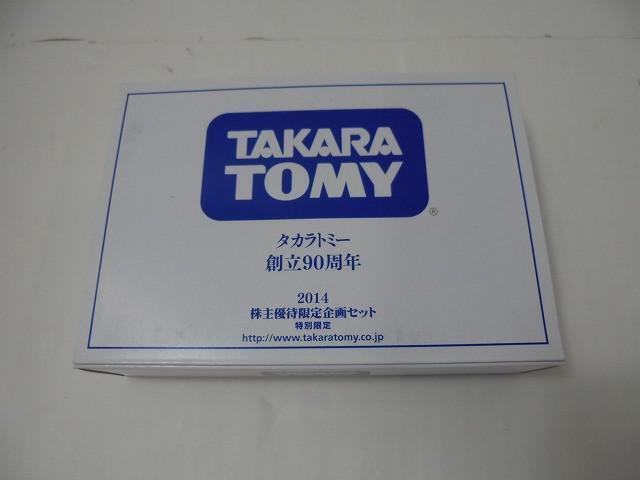 TAKARA
TOMY
®
タカラトミー
創立90周年
2014
株主優待限定企画セット
特別限定
http://www.takaratomy.co.jp